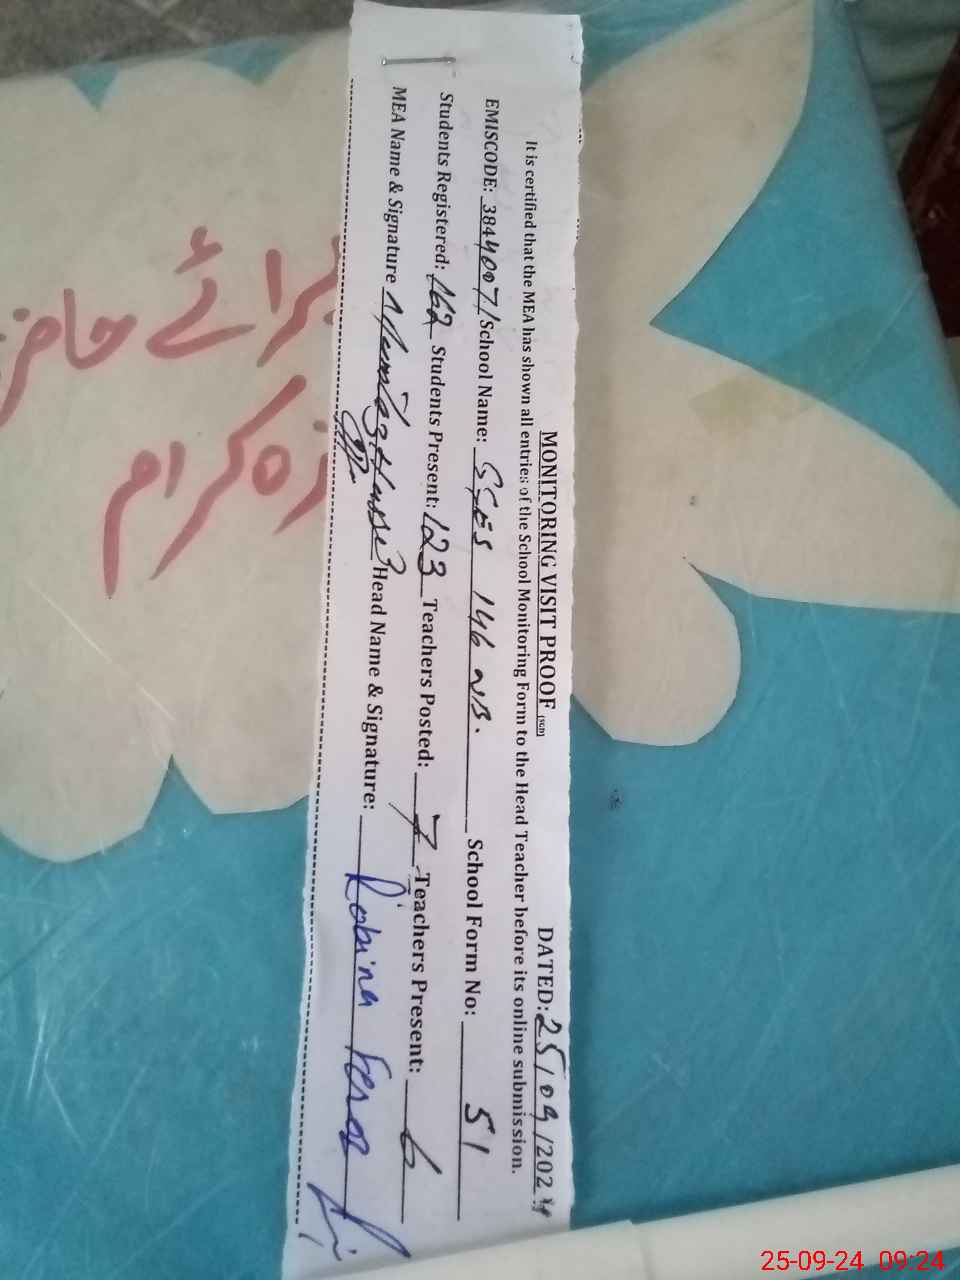 MONITORING VISIT PROOF (SGD) DATED: 25/09/2024
It is certified that the MEA has shown all entries of the School Monitoring Form to the Head Teacher before its online submission.
EMISCODE: 38440071 School Name: GGES 146 NB. School Form No: 51
Students Registered: 162 Students Present: 123 Teachers Posted: 7 Teachers Present: 6
MEA Name & Signature Head Name & Signature: Robina
برائے حاضر
کرام
25-09-24 09:24